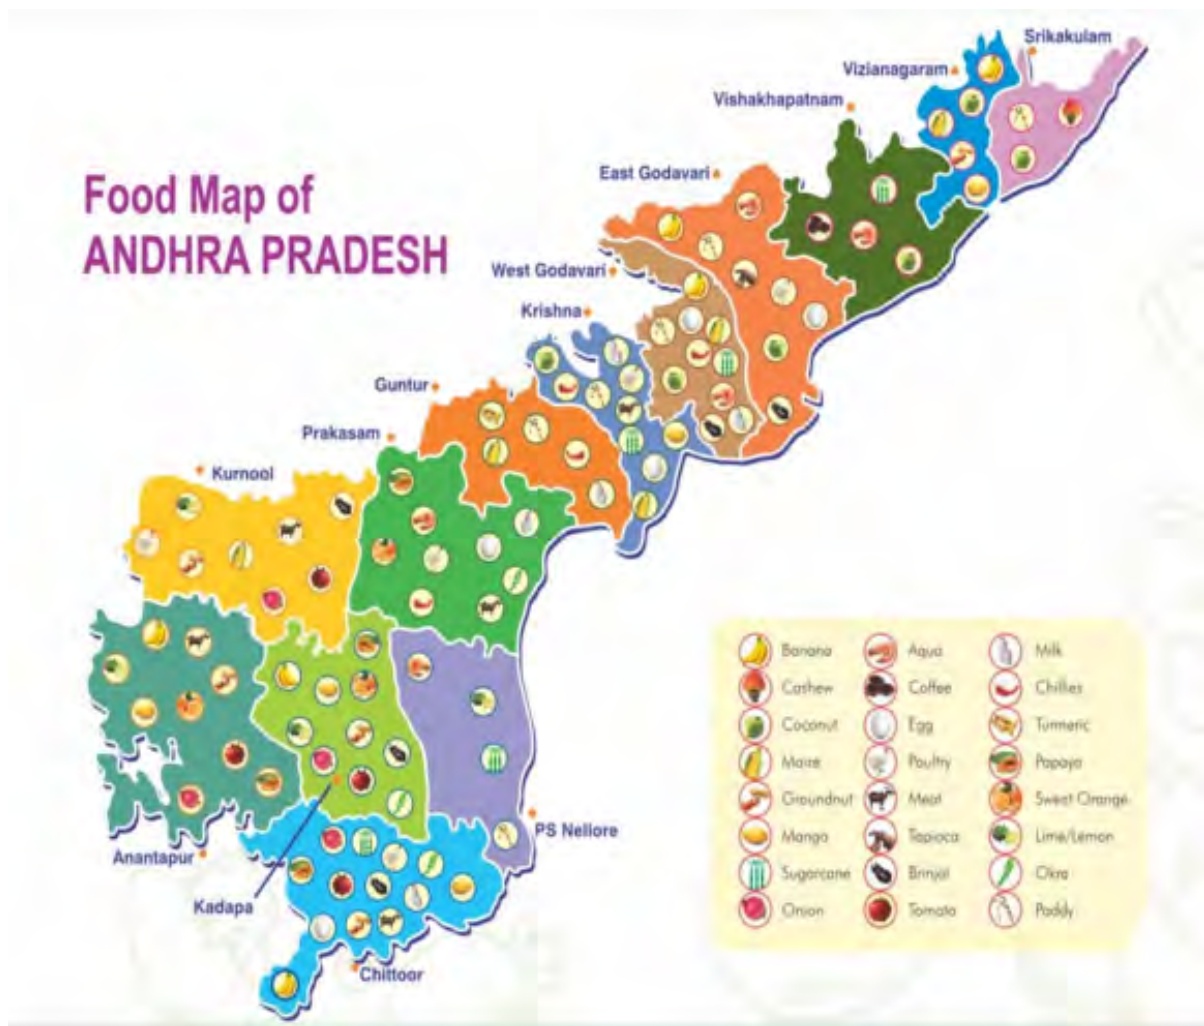 Food Map of
ANDHRA PRADESH
Srikakulam
Vizianagaram
Vishakhapatnam
East Godavari
West Godavari
Krishna
Guntur
Prakasam
Kurnool
PS Nellore
Anantapur
Kadapa
Chittoor
Banana Aqua Milk
Cashew Coffee Chillies
Coconut Egg Turmeric
Maize Poultry Papaya
Groundnut Meat Sweet Orange
Mango Tapioca Lime/Lemon
Sugarcane Brinjal Okra
Onion Tomato Paddy